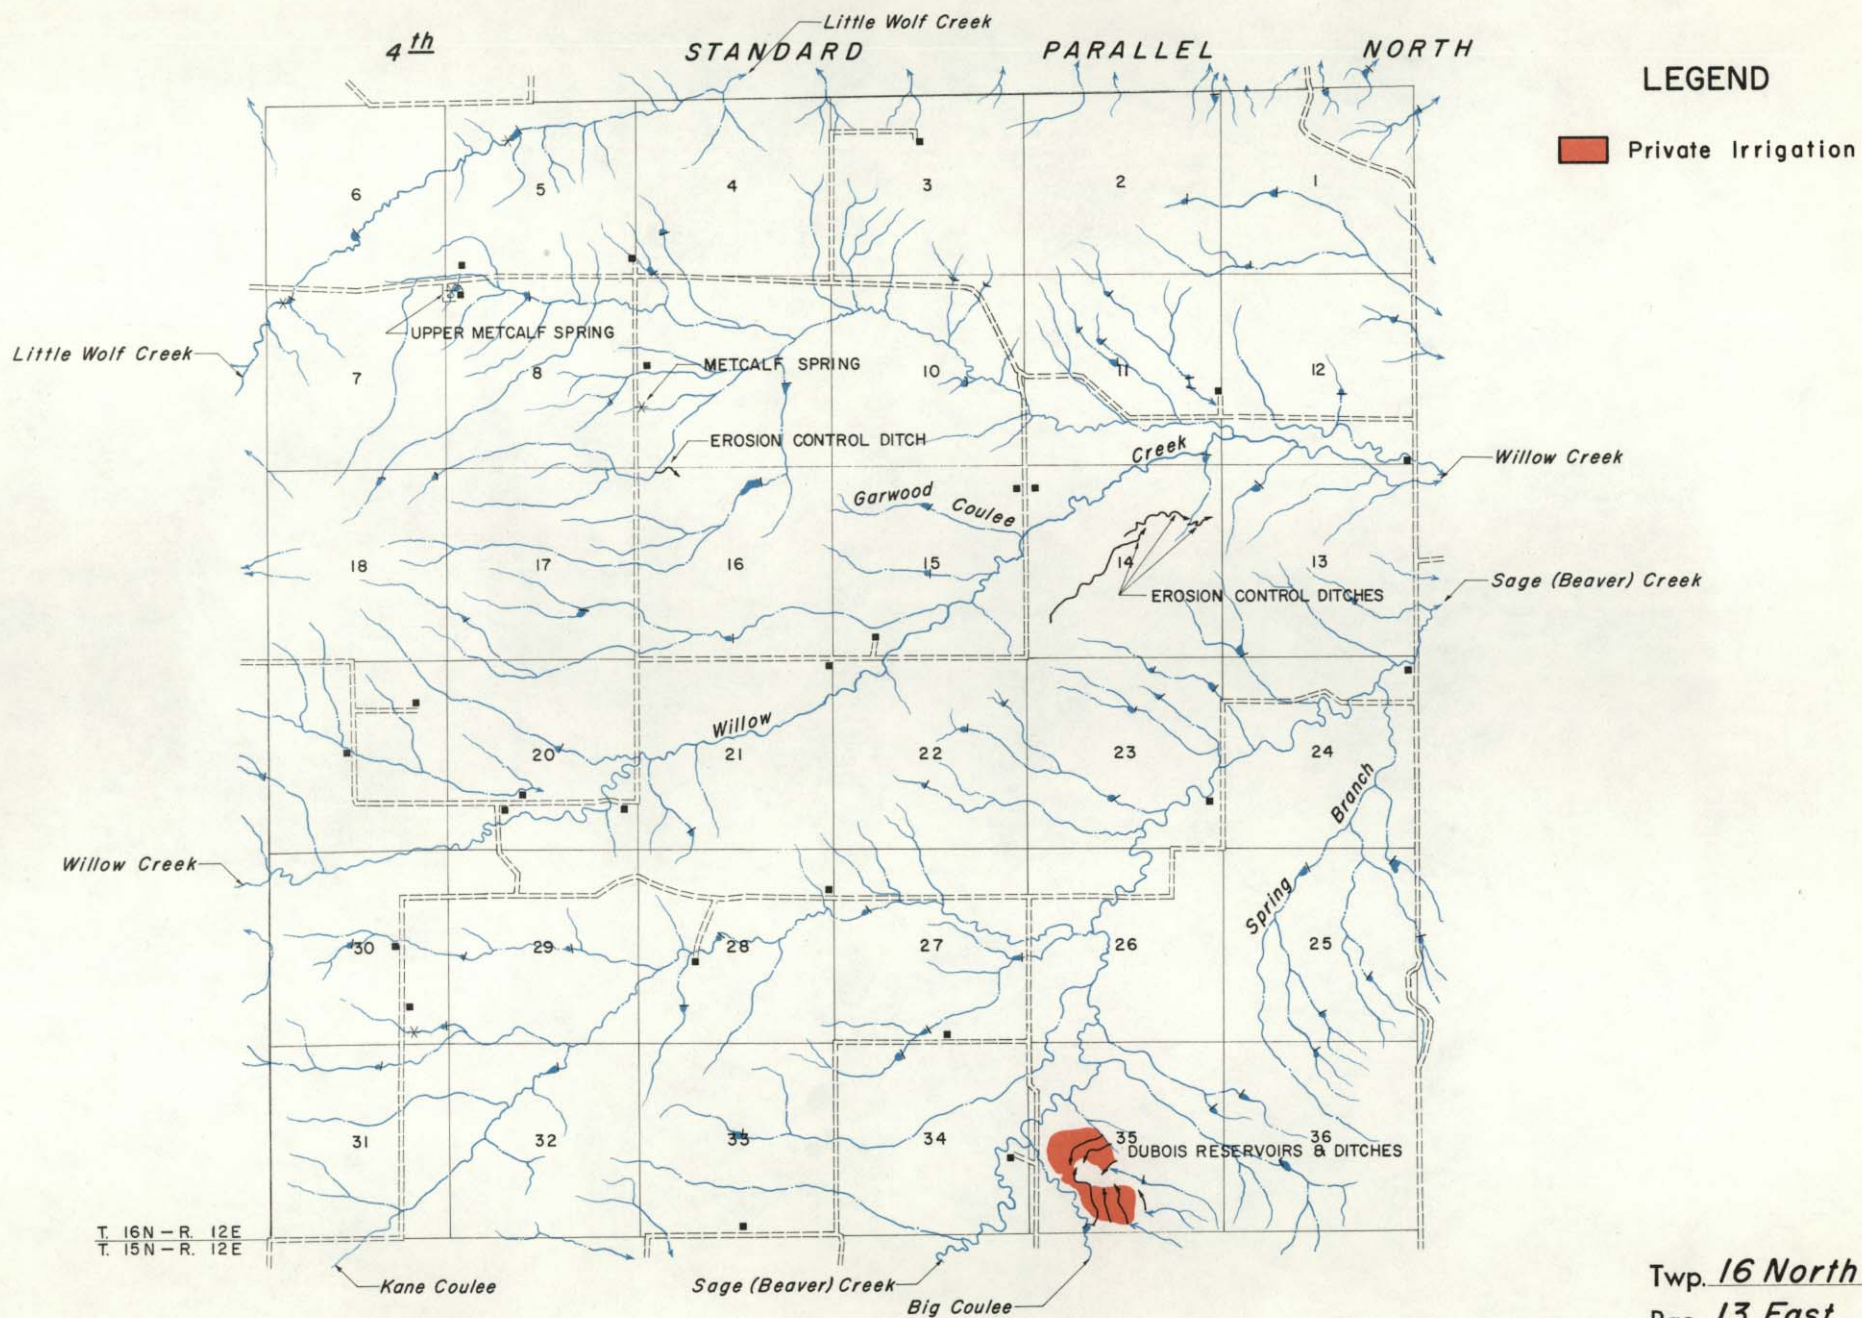 Little Wolf Creek
4th STANDARD PARALLEL NORTH
LEGEND
Private Irrigation
6 5 4 3 2 1
UPPER METCALF SPRING
Little Wolf Creek
METCALF SPRING
7 8 10 11 12
EROSION CONTROL DITCH
Creek
Willow Creek
Garwood Coulee
18 17 16 15 14 13
EROSION CONTROL DITCHES
Sage (Beaver) Creek
Willow
20 21 22 23 24
Branch
Willow Creek
Spring
30 29 28 27 26 25
31 32 33 34 35 36
DUBOIS RESERVOIRS & DITCHES
T. 16N-R. 12E
T. 15N-R. 12E
Kane Coulee
Sage (Beaver) Creek
Big Coulee
Twp. 16 North
13 East